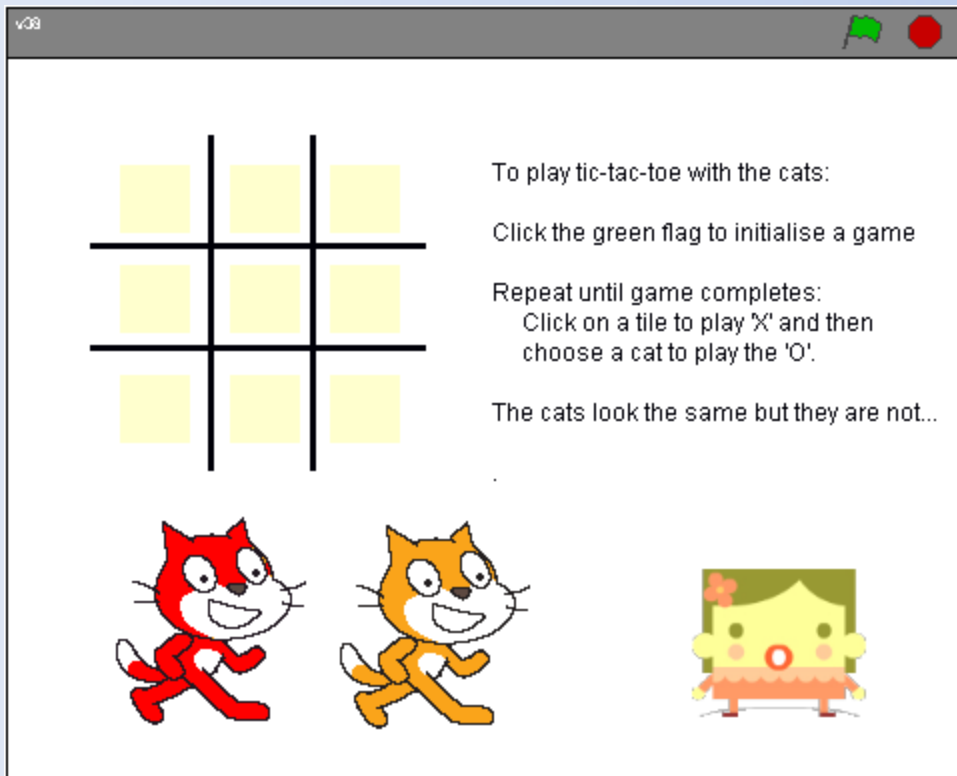 v38
To play tic-tac-toe with the cats:
Click the green flag to initialise a game
Repeat until game completes:
Click on a tile to play 'X' and then
choose a cat to play the 'O'.
The cats look the same but they are not...
.